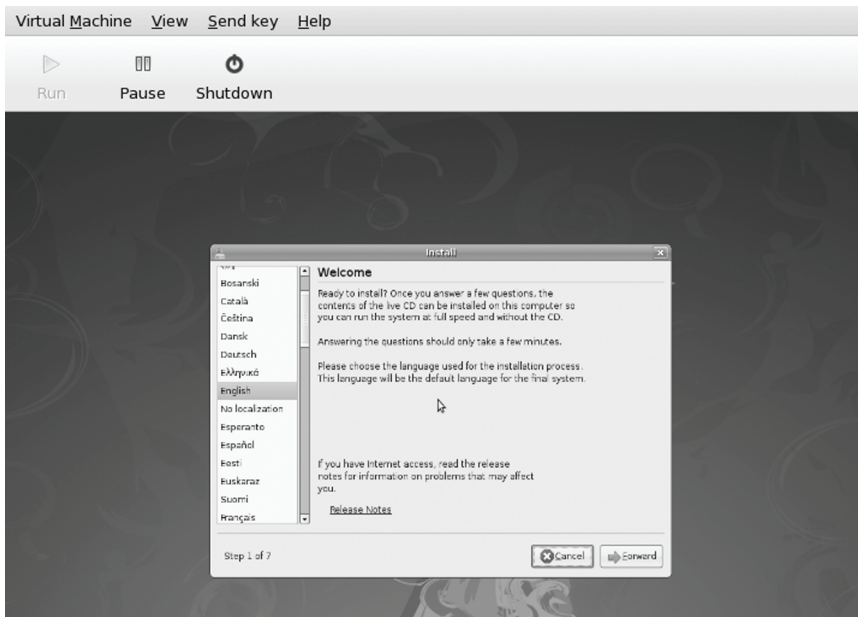 Virtual Machine View Send key Help
Run Pause Shutdown
Install
Bosanski
Català
Čeština
Dansk
Deutsch
Ελληνικά
English
No localization
Esperanto
Español
Eesti
Euskaraz
Suomi
Français
Welcome
Ready to install? Once you answer a few questions, the
contents of the live CD can be installed on this computer so
you can run the system at full speed and without the CD.
Answering the questions should only take a few minutes.
Please choose the language used for the installation process.
This language will be the default language for the final system.
If you have Internet access, read the release
notes for information on problems that may affect
you.
Release Notes
Step 1 of 7
Cancel Forward